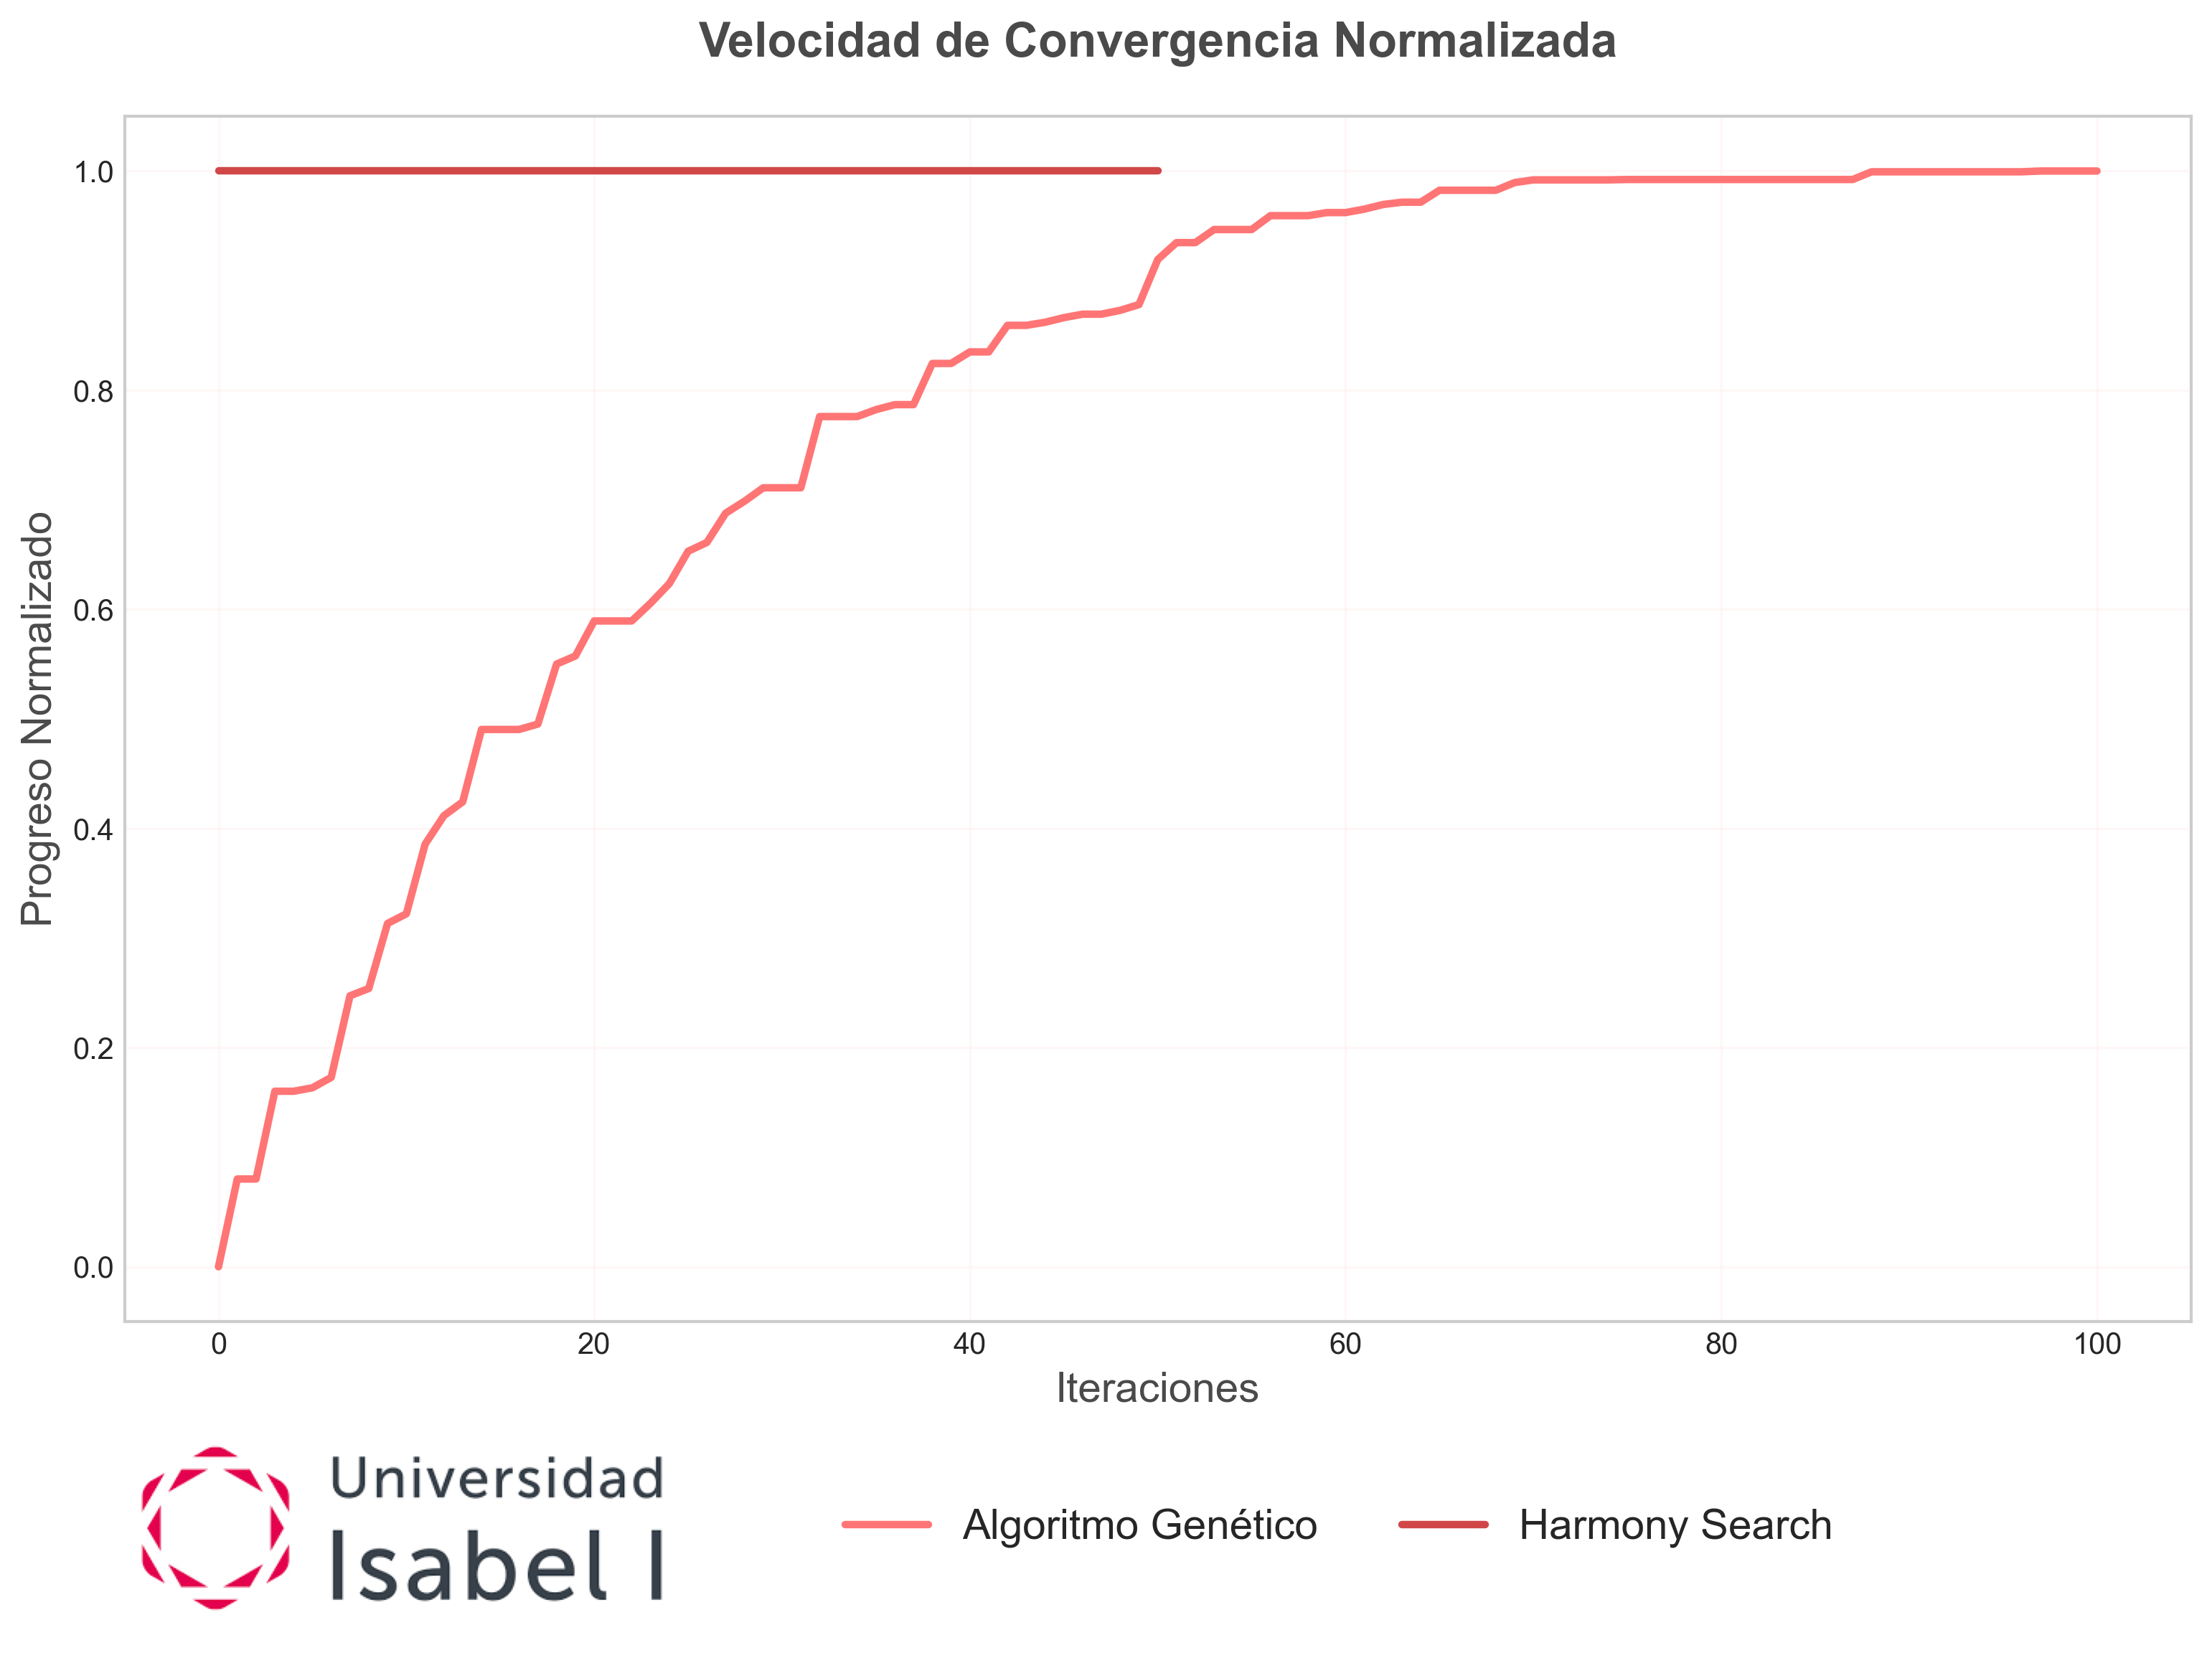 Velocidad de Convergencia Normalizada
Progreso Normalizado
1.0
0.8
0.6
0.4
0.2
0.0
0 20 40 60 80 100
Iteraciones
Universidad
Isabel I
Algoritmo Genético Harmony Search